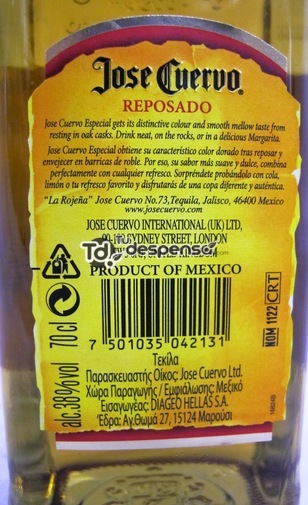 Jose Cuervo
REPOSADO
Jose Cuervo Especial gets its distinctive colour and smooth mellow taste from
resting in oak casks. Drink neat, on the rocks, or in a delicious Margarita.
Jose Cuervo Especial obtiene su característico color dorado tras reposar y
envejecer en barricas de roble. Por eso, su sabor más suave y dulce, combina
perfectamente con cualquier refresco. Sorpréndete probándolo con cola,
limón o tu refresco favorito y disfrutarás de una copa diferente y auténtica.
"La Rojeña" Jose Cuervo No.73,Tequila, Jalisco, 46400 Mexico
www.josecuervo.com
JOSE CUERVO INTERNATIONAL (UK) LTD,
SYDNEY STREET, LONDON
Tu despensa
.com
PRODUCT OF MEXICO
70 cl
alc.38% vol
7 501035 042131
NOM 1122 CRT
Τεκίλα
Παρασκευαστής Οίκος: Jose Cuervo Ltd.
Χώρα Παραγωγής / Εμφιάλωσης: Μεξικό
Εισαγωγέας: DIAGEO HELLAS S.A.
Έδρα: Αγ.Θωμά 27, 15124 Μαρούσι